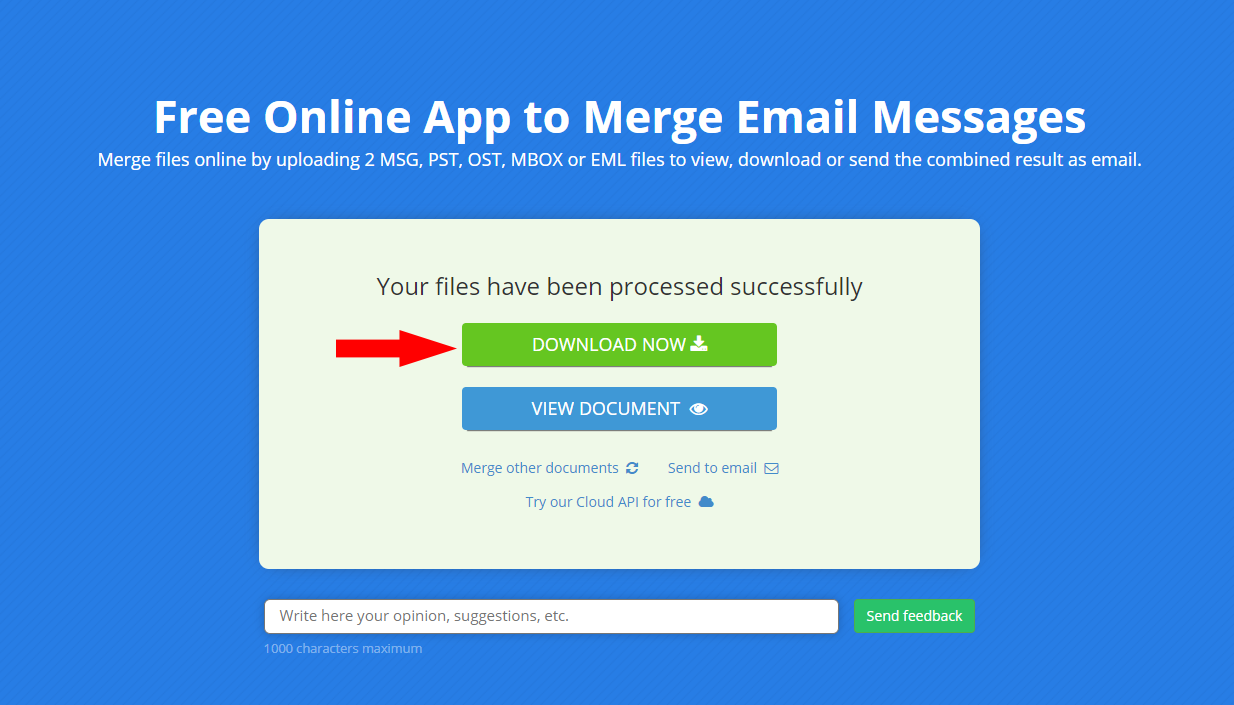 Free Online App to Merge Email Messages
Merge files online by uploading 2 MSG, PST, OST, MBOX or EML files to view, download or send the combined result as email.
Your files have been processed successfully
DOWNLOAD NOW
VIEW DOCUMENT
Merge other documents Send to email
Try our Cloud API for free
Write here your opinion, suggestions, etc. Send feedback
1000 characters maximum